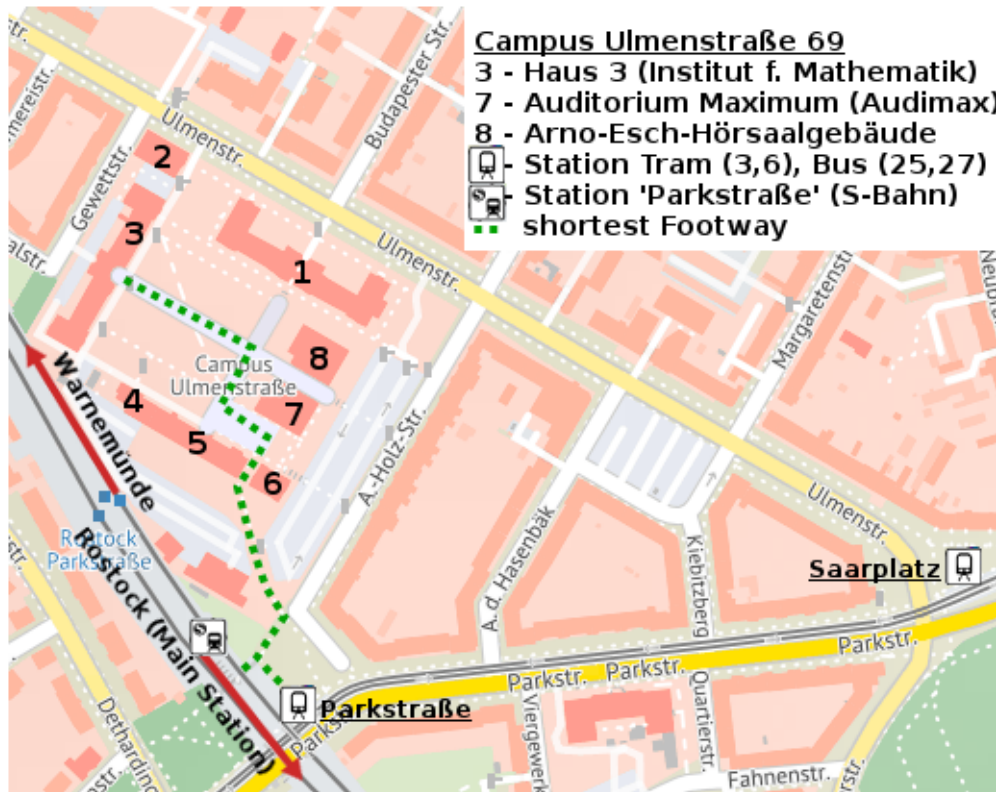 Campus Ulmenstraße 69
3 - Haus 3 (Institut f. Mathematik)
7 - Auditorium Maximum (Audimax)
8 - Arno-Esch-Hörsaalgebäude
- Station Tram (3,6), Bus (25,27)
- Station 'Parkstraße' (S-Bahn)
shortest Footway
Budapester Str.
Ulmenstr.
Gewettstr.
2
3
1
Ulmenstr.
Margaretenstr
8
Campus
Ulmenstraße
7
4
5
6
A.-Holz-Str.
Warnemünde
Rostock
Parkstraße
Rostock (Main Station)
Ulmenstr.
A.d. Hasenbäk
Kiebitzberg
Saarplatz
Parkstr.
Parkstr.
Parkstr.
Parkstraße
Quartierstr.
Fahnenstr.